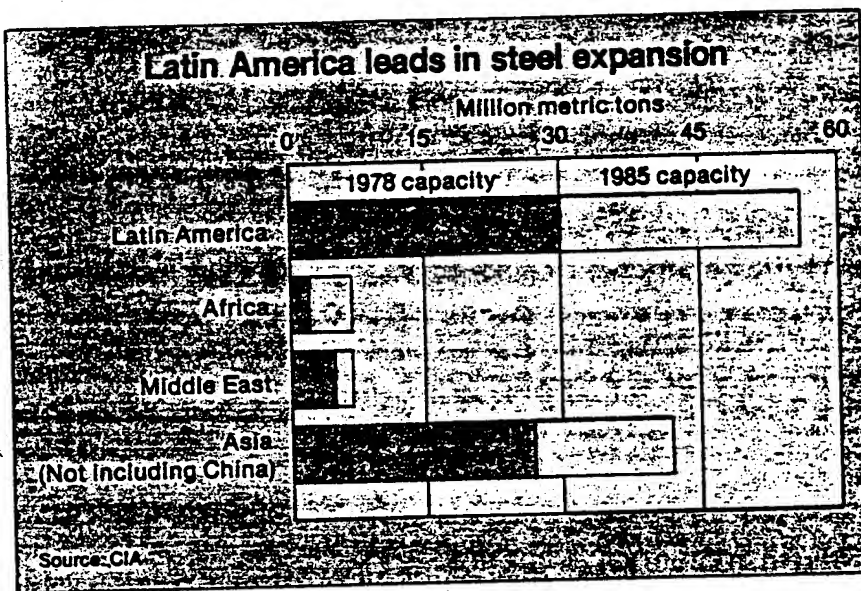 Latin America leads in steel expansion
Million metric tons
0 15 30 45 60
1978 capacity 1985 capacity
Latin America
Africa
Middle East
Asia
(Not including China)
Source: CIA